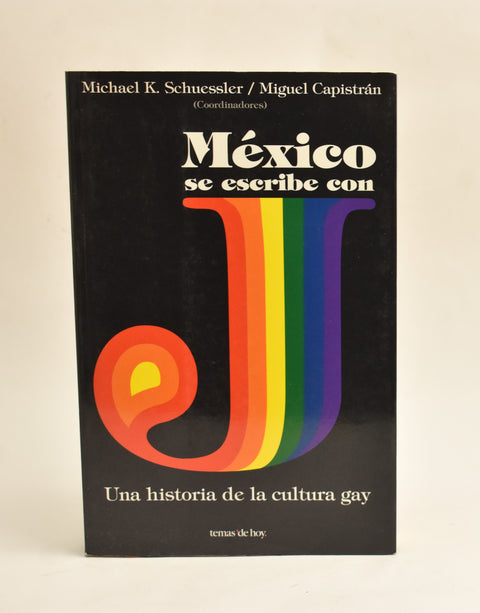 Michael K. Schuessler / Miguel Capistrán
(Coordinadores)
México
se escribe con
J
Una historia de la cultura gay
temas'de hoy.